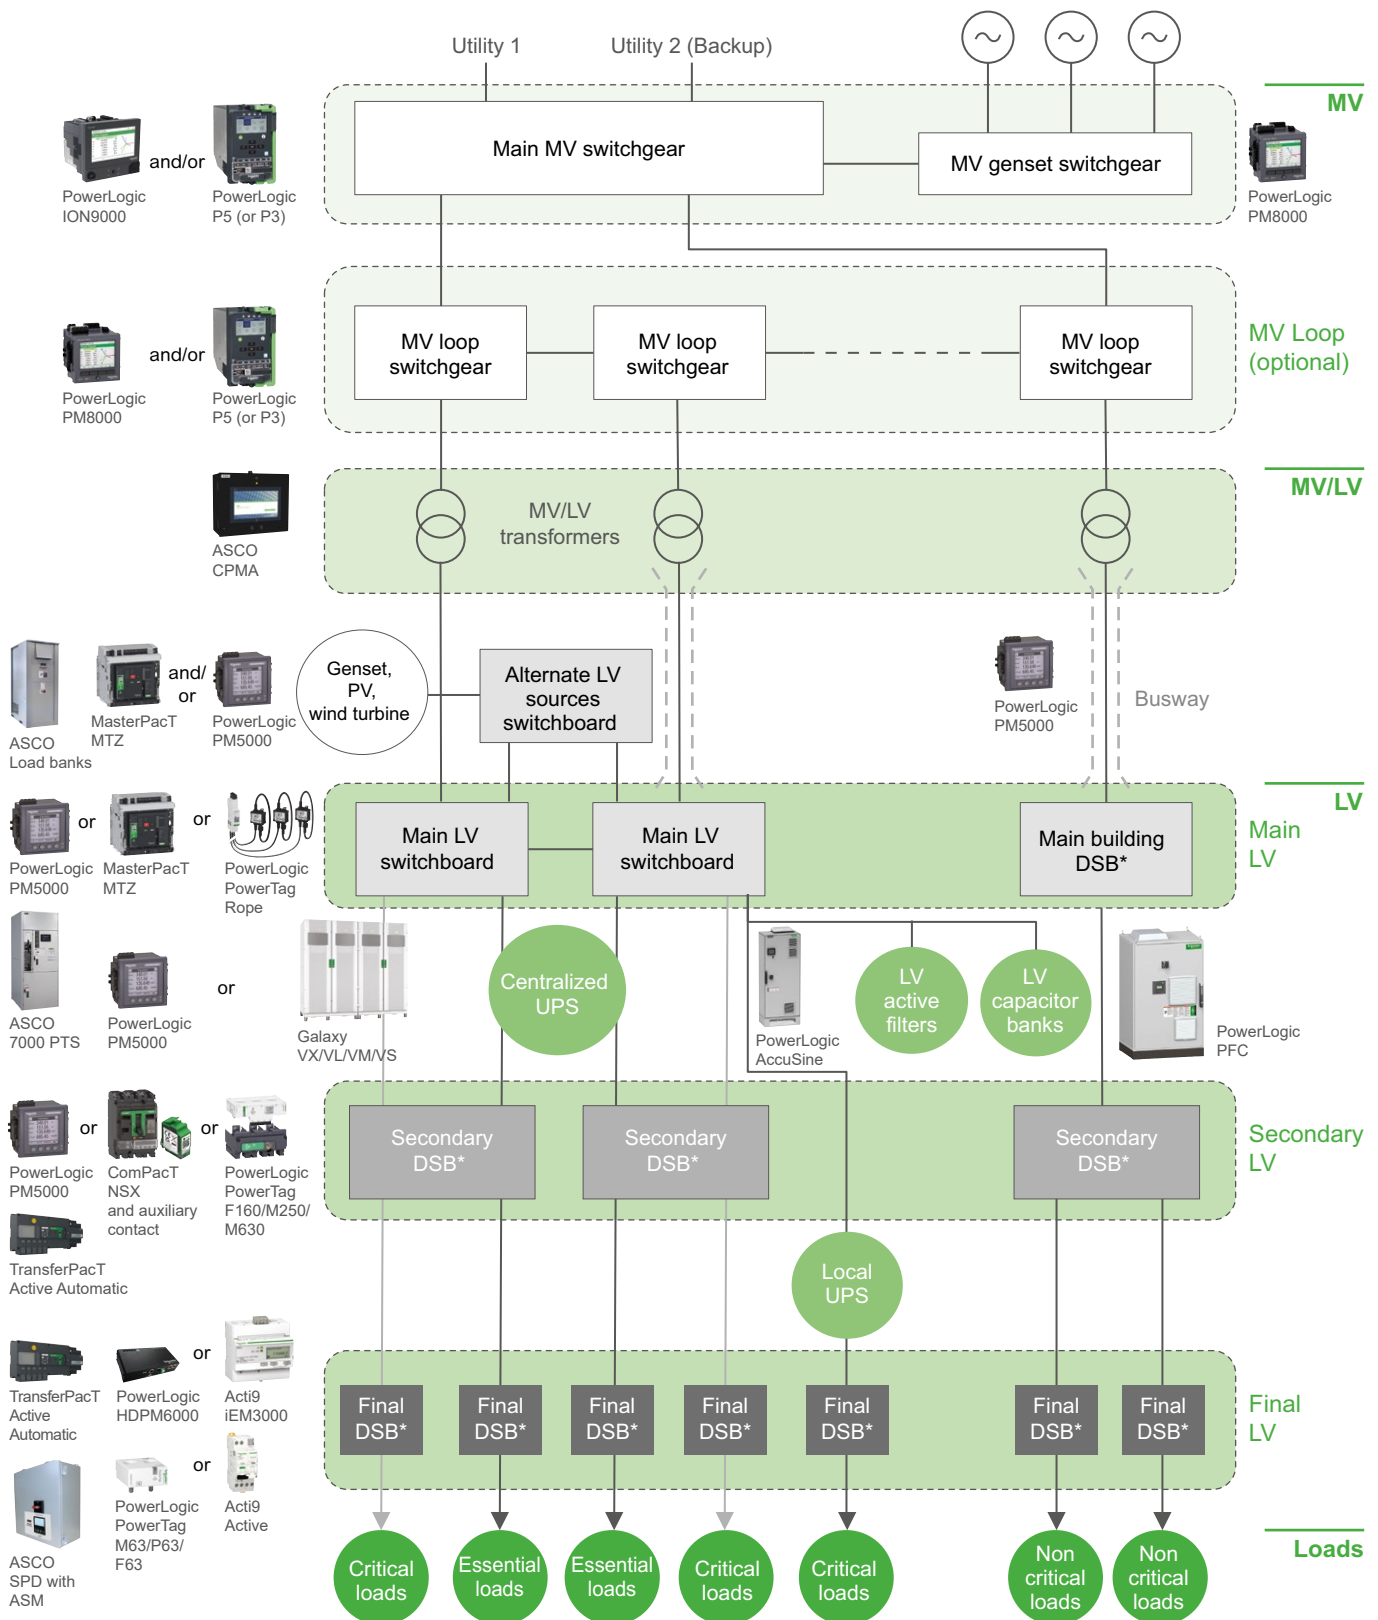 Utility 1
Utility 2 (Backup)
MV
Main MV switchgear
MV genset switchgear
and/or
PowerLogic
ION9000
PowerLogic
P5 (or P3)
PowerLogic
PM8000
MV loop
switchgear
MV loop
switchgear
MV loop
switchgear
MV Loop
(optional)
and/or
PowerLogic
PM8000
PowerLogic
P5 (or P3)
MV/LV
MV/LV
transformers
ASCO
CPMA
Genset,
PV,
wind turbine
Alternate LV
sources
switchboard
and/
or
ASCO
Load banks
MasterPacT
MTZ
PowerLogic
PM5000
PowerLogic
PM5000
Busway
LV
Main
LV
Main LV
switchboard
Main LV
switchboard
Main building
DSB*
or
or
PowerLogic
PM5000
MasterPacT
MTZ
PowerLogic
PowerTag
Rope
Centralized
UPS
LV
active
filters
LV
capacitor
banks
or
ASCO
7000 PTS
PowerLogic
PM5000
Galaxy
VX/VL/VM/VS
PowerLogic
AccuSine
PowerLogic
PFC
Secondary
DSB*
Secondary
DSB*
Secondary
DSB*
Secondary
LV
or
or
PowerLogic
PM5000
ComPacT
NSX
and auxiliary
contact
PowerLogic
PowerTag
F160/M250/
M630
TransferPacT
Active Automatic
Local
UPS
or
TransferPacT
Active
Automatic
PowerLogic
HDPM6000
Acti9
iEM3000
Final
DSB*
Final
DSB*
Final
DSB*
Final
DSB*
Final
DSB*
Final
DSB*
Final
DSB*
Final
LV
or
PowerLogic
PowerTag
M63/P63/
F63
Acti9
Active
ASCO
SPD with
ASM
Loads
Critical
loads
Essential
loads
Essential
loads
Critical
loads
Critical
loads
Non
critical
loads
Non
critical
loads